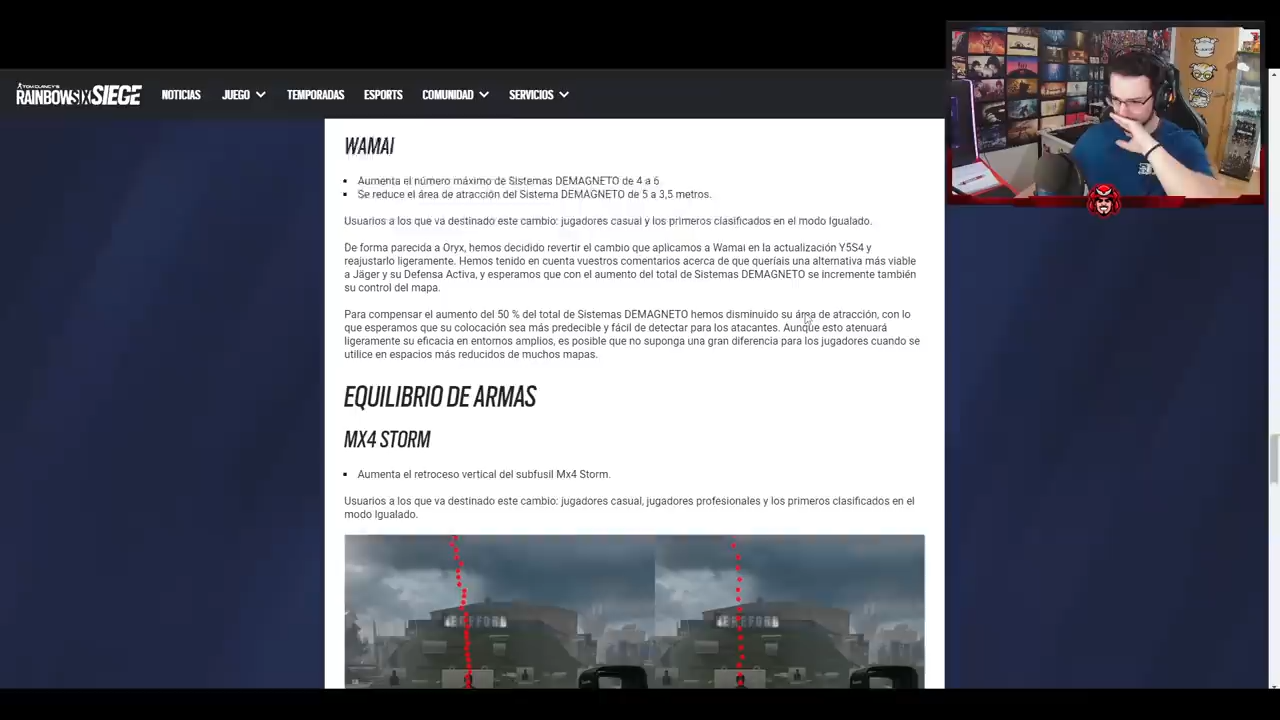 TOM CLANCY'S
RAINBOWSIX SIEGE
NOTICIAS
JUEGO
TEMPORADAS
ESPORTS
COMUNIDAD
SERVICIOS
WAMAI
Aumenta el número máximo de Sistemas DEMAGNETO de 4 a 6
Se reduce el área de atracción del Sistema DEMAGNETO de 5 a 3,5 metros.
Usuarios a los que va destinado este cambio: jugadores casual y los primeros clasificados en el modo Igualado.
De forma parecida a Oryx, hemos decidido revertir el cambio que aplicamos a Wamai en la actualización Y5S4 y
reajustarlo ligeramente. Hemos tenido en cuenta vuestros comentarios acerca de que queríais una alternativa más viable
a Jäger y su Defensa Activa, y esperamos que con el aumento del total de Sistemas DEMAGNETO se incremente también
su control del mapa.
Para compensar el aumento del 50 % del total de Sistemas DEMAGNETO hemos disminuido su área de atracción, con lo
que esperamos que su colocación sea más predecible y fácil de detectar para los atacantes. Aunque esto atenuará
ligeramente su eficacia en entornos amplios, es posible que no suponga una gran diferencia para los jugadores cuando se
utilice en espacios más reducidos de muchos mapas.
EQUILIBRIO DE ARMAS
MX4 STORM
Aumenta el retroceso vertical del subfusil Mx4 Storm.
Usuarios a los que va destinado este cambio: jugadores casual, jugadores profesionales y los primeros clasificados en el
modo Igualado.
HEREFORD
HEREFORD